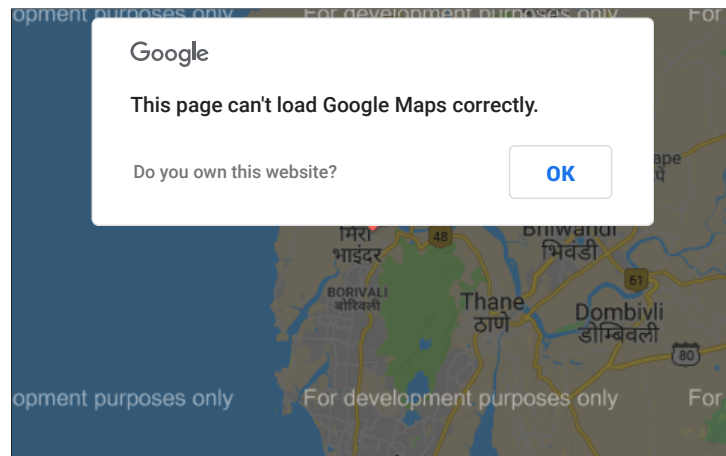 opment purposes only
For development purposes only
For
Google
This page can't load Google Maps correctly.
Do you own this website?
OK
मिरा
भाइंदर
48
Bhiwandi
भिवंडी
61
BORIVALI
बोरिवली
Thane
ठाणे
Dombivli
डोम्बिवली
80
opment purposes only
For development purposes only
For